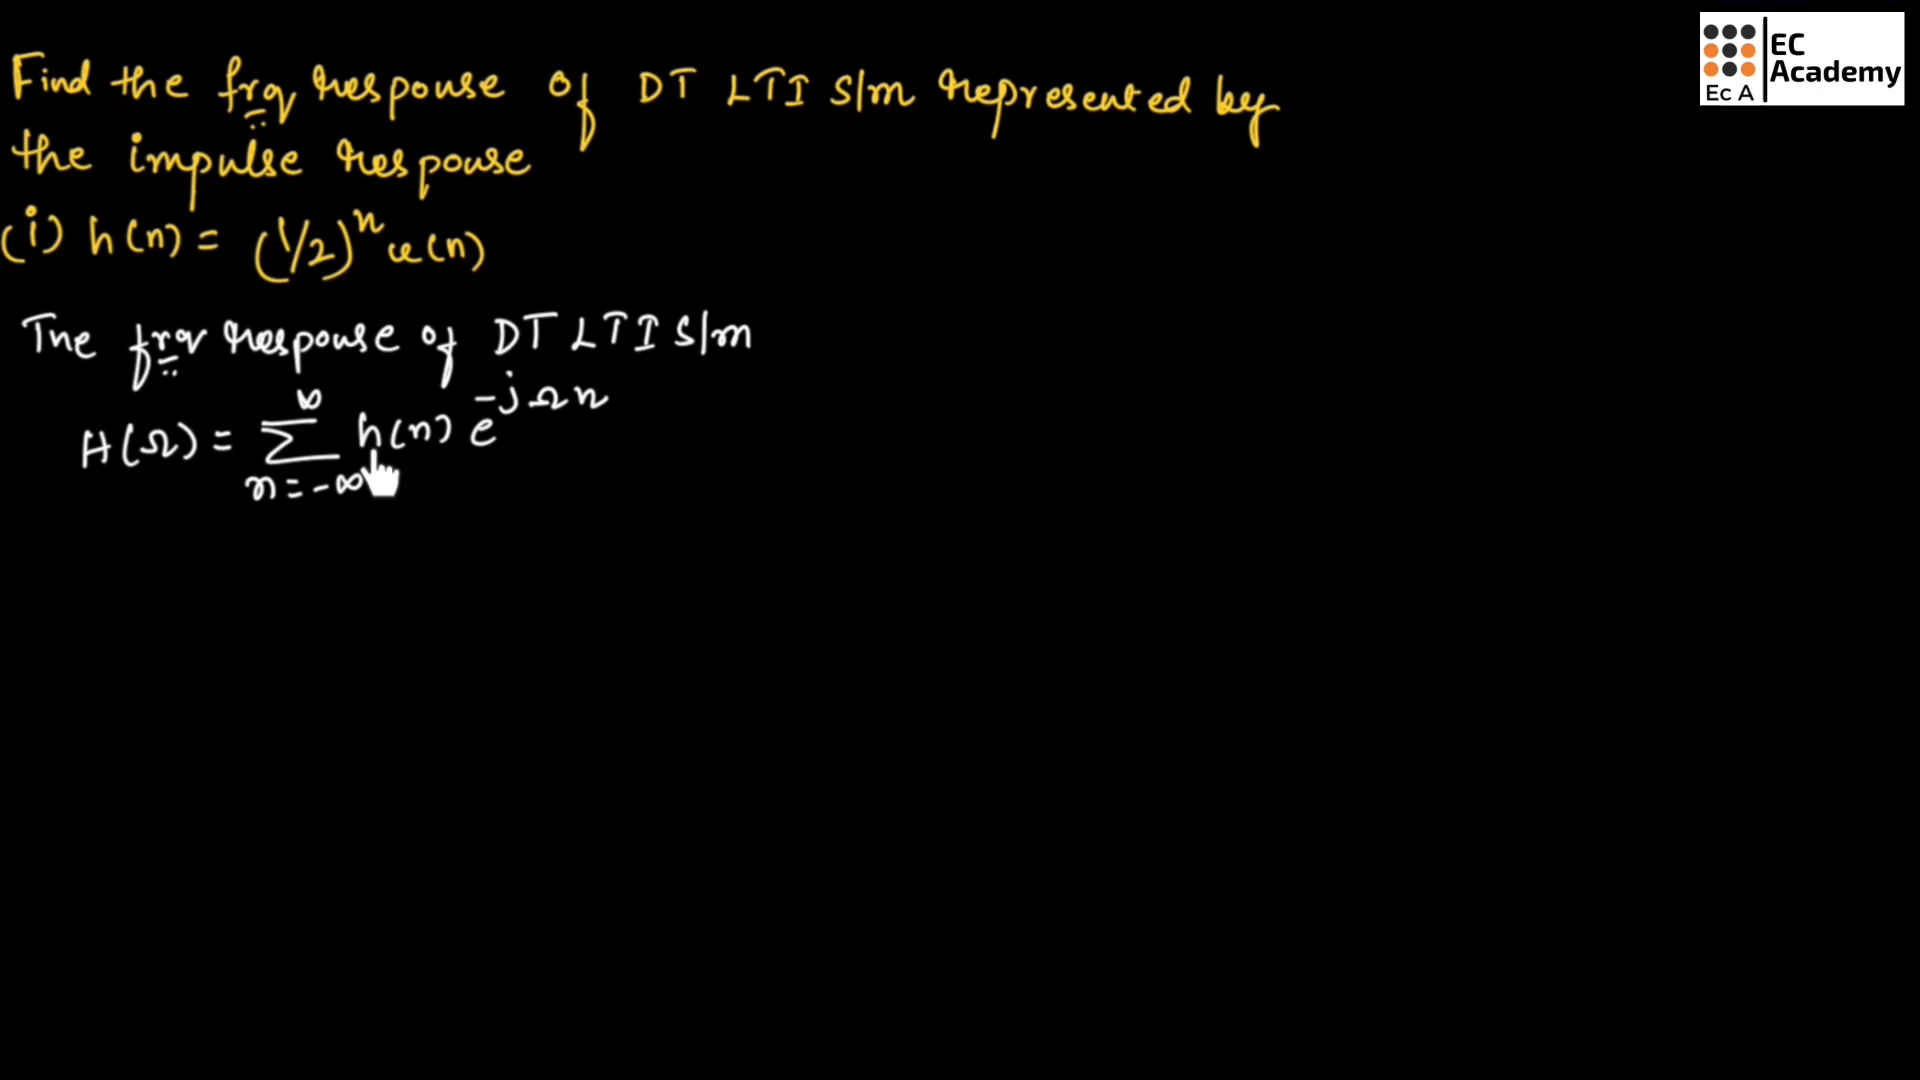 Find the frq response of DT LTI S/m represented by
the impulse response
(i) h(n) = (1/2)^n u(n)
The frq response of DT LTI S/m
H(Ω) = ∑_{n=-∞}^{∞} h(n) e^{-jΩn}
EC
Academy
Ec A